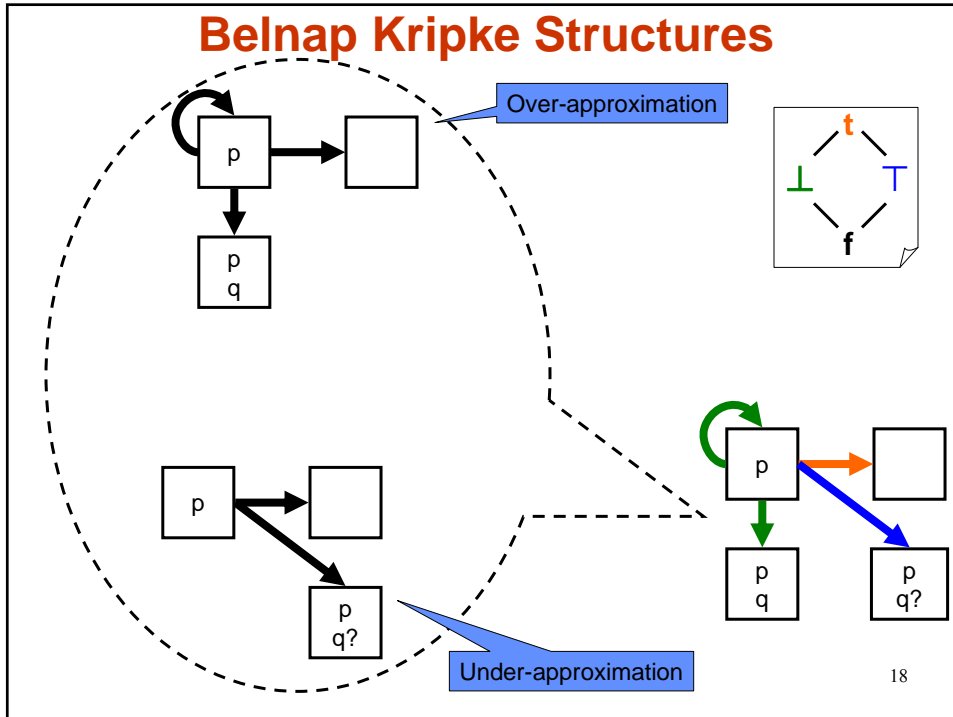 Belnap Kripke Structures
Over-approximation
p
p
q
t
⊥
⊤
f
p
p
q?
Under-approximation
p
p
q
p
q?
18